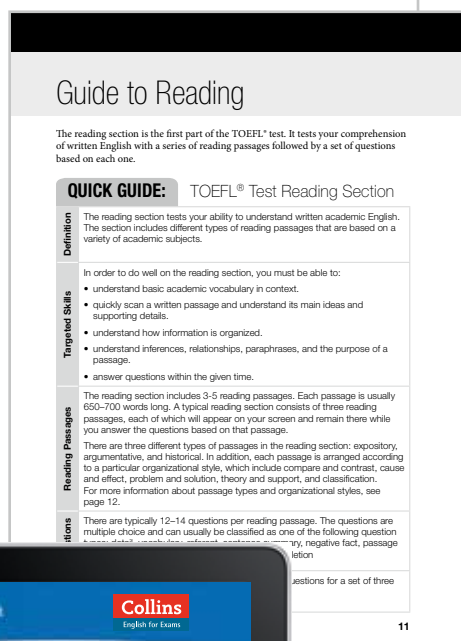 Guide to Reading
The reading section is the first part of the TOEFL® test. It tests your comprehension
of written English with a series of reading passages followed by a set of questions
based on each one.
QUICK GUIDE: TOEFL® Test Reading Section
Definition
The reading section tests your ability to understand written academic English.
The section includes different types of reading passages that are based on a
variety of academic subjects.
Targeted Skills
In order to do well on the reading section, you must be able to:
• understand basic academic vocabulary in context.
• quickly scan a written passage and understand its main ideas and
supporting details.
• understand how information is organized.
• understand inferences, relationships, paraphrases, and the purpose of a
passage.
• answer questions within the given time.
Reading Passages
The reading section includes 3-5 reading passages. Each passage is usually
650–700 words long. A typical reading section consists of three reading
passages, each of which will appear on your screen and remain there while
you answer the questions based on that passage.
There are three different types of passages in the reading section: expository,
argumentative, and historical. In addition, each passage is arranged according
to a particular organizational style, which include compare and contrast, cause
and effect, problem and solution, theory and support, and classification.
For more information about passage types and organizational styles, see
page 12.
There are typically 12–14 questions per reading passage. The questions are
multiple choice and can usually be classified as one of the following question
negative fact, passage
uestions for a set of three
Collins
English for Exams
11